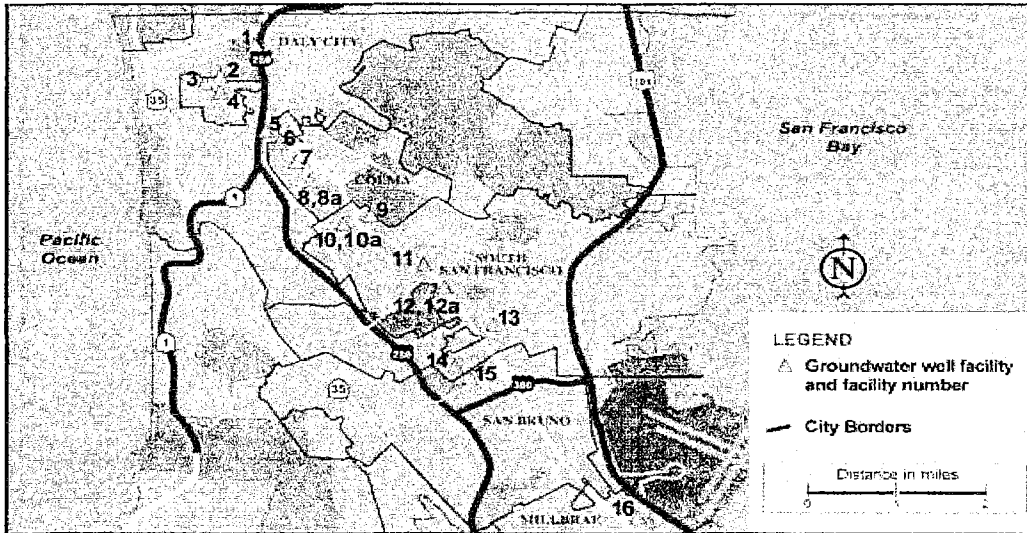 1
DALY CITY
280
2
3
35
4
101
5
6
7
San Francisco
Bay
COLMA
8,8a
1
9
10,10a
Pacific
Ocean
11
SOUTH
SAN FRANCISCO
N
12,12a
13
1
280
14
15
380
35
SAN BRUNO
MILLBRAE
16
LEGEND
Groundwater well facility
and facility number
City Borders
Distance in miles
0